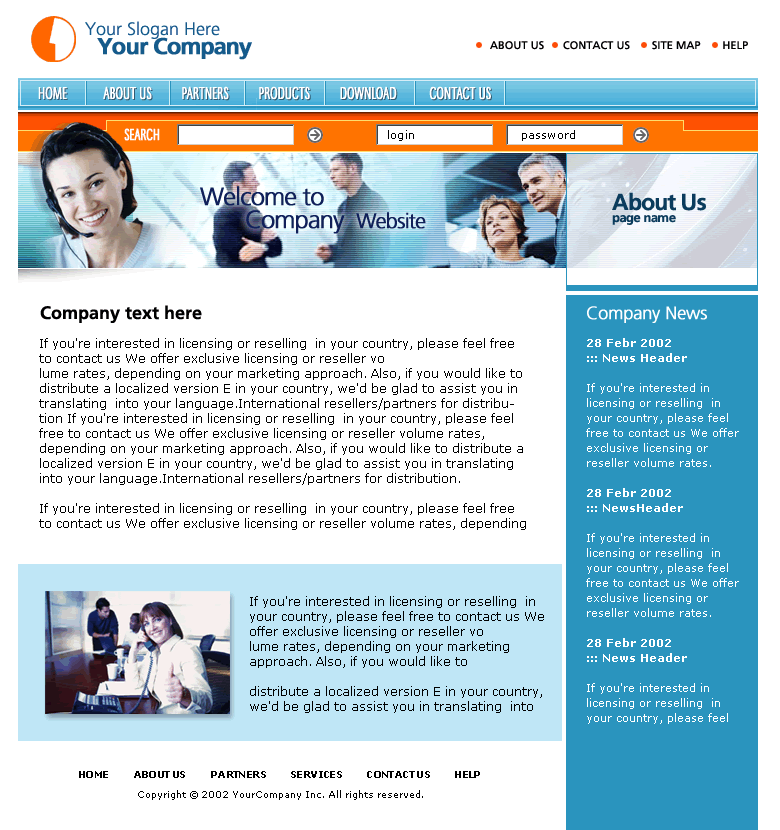 Your Slogan Here
Your Company
ABOUT US CONTACT US SITE MAP HELP
HOME ABOUT US PARTNERS PRODUCTS DOWNLOAD CONTACT US
SEARCH login password
Welcome to
Company Website
About Us
page name
Company text here
If you're interested in licensing or reselling  in your country, please feel free
to contact us We offer exclusive licensing or reseller vo
lume rates, depending on your marketing approach. Also, if you would like to
distribute a localized version E in your country, we'd be glad to assist you in
translating  into your language.International resellers/partners for distribu-
tion If you're interested in licensing or reselling  in your country, please feel
free to contact us We offer exclusive licensing or reseller volume rates,
depending on your marketing approach. Also, if you would like to distribute a
localized version E in your country, we'd be glad to assist you in translating
into your language.International resellers/partners for distribution.
If you're interested in licensing or reselling  in your country, please feel free
to contact us We offer exclusive licensing or reseller volume rates, depending
If you're interested in licensing or reselling  in
your country, please feel free to contact us We
offer exclusive licensing or reseller vo
lume rates, depending on your marketing
approach. Also, if you would like to
distribute a localized version E in your country,
we'd be glad to assist you in translating  into
Company News
28 Febr 2002
::: News Header
If you're interested in
licensing or reselling  in
your country, please feel
free to contact us We offer
exclusive licensing or
reseller volume rates.
28 Febr 2002
::: NewsHeader
If you're interested in
licensing or reselling  in
your country, please feel
free to contact us We offer
exclusive licensing or
reseller volume rates.
28 Febr 2002
::: News Header
If you're interested in
licensing or reselling  in
your country, please feel
HOME ABOUT US PARTNERS SERVICES CONTACT US HELP
Copyright © 2002 YourCompany Inc. All rights reserved.